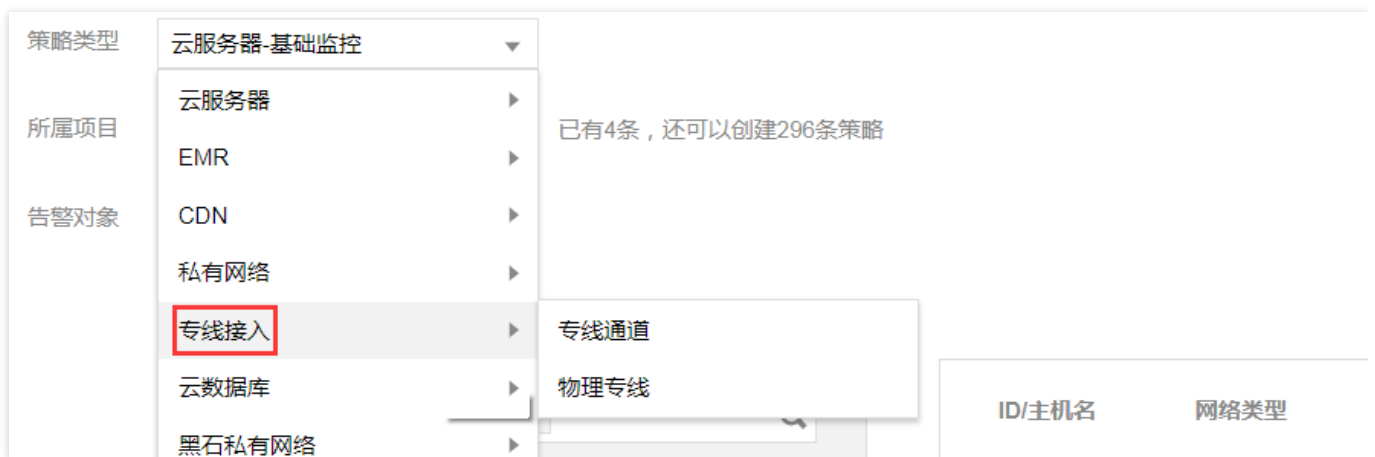 策略类型 云服务器-基础监控
云服务器
所属项目 已有4条，还可以创建296条策略
EMR
告警对象 CDN
私有网络
专线接入 专线通道
云数据库 物理专线
ID/主机名 网络类型
黑石私有网络